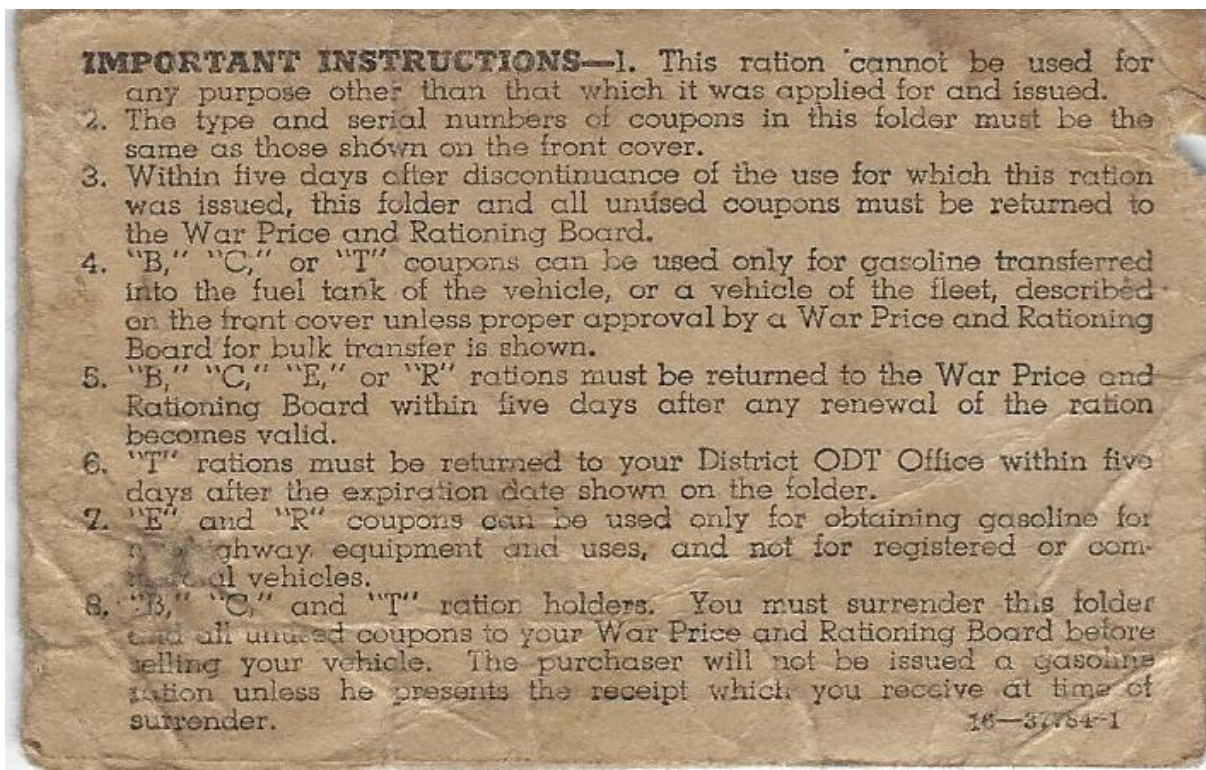 IMPORTANT INSTRUCTIONS—1. This ration cannot be used for
any purpose other than that which it was applied for and issued.
2. The type and serial numbers of coupons in this folder must be the
same as those shown on the front cover.
3. Within five days after discontinuance of the use for which this ration
was issued, this folder and all unused coupons must be returned to
the War Price and Rationing Board.
4. "B," "C," or "T" coupons can be used only for gasoline transferred
into the fuel tank of the vehicle, or a vehicle of the fleet, described
on the front cover unless proper approval by a War Price and Rationing
Board for bulk transfer is shown.
5. "B," "C," "E," or "R" rations must be returned to the War Price and
Rationing Board within five days after any renewal of the ration
becomes valid.
6. "T" rations must be returned to your District ODT Office within five
days after the expiration date shown on the folder.
7. "E" and "R" coupons can be used only for obtaining gasoline for
equipment and uses, and not for registered or com-
vehicles.
8. "B," "C," and "T" ration holders. You must surrender this folder
and all unused coupons to your War Price and Rationing Board before
selling your vehicle. The purchaser will not be issued a gasoline
ration unless he presents the receipt which you receive at time of
surrender. 16—37784-1